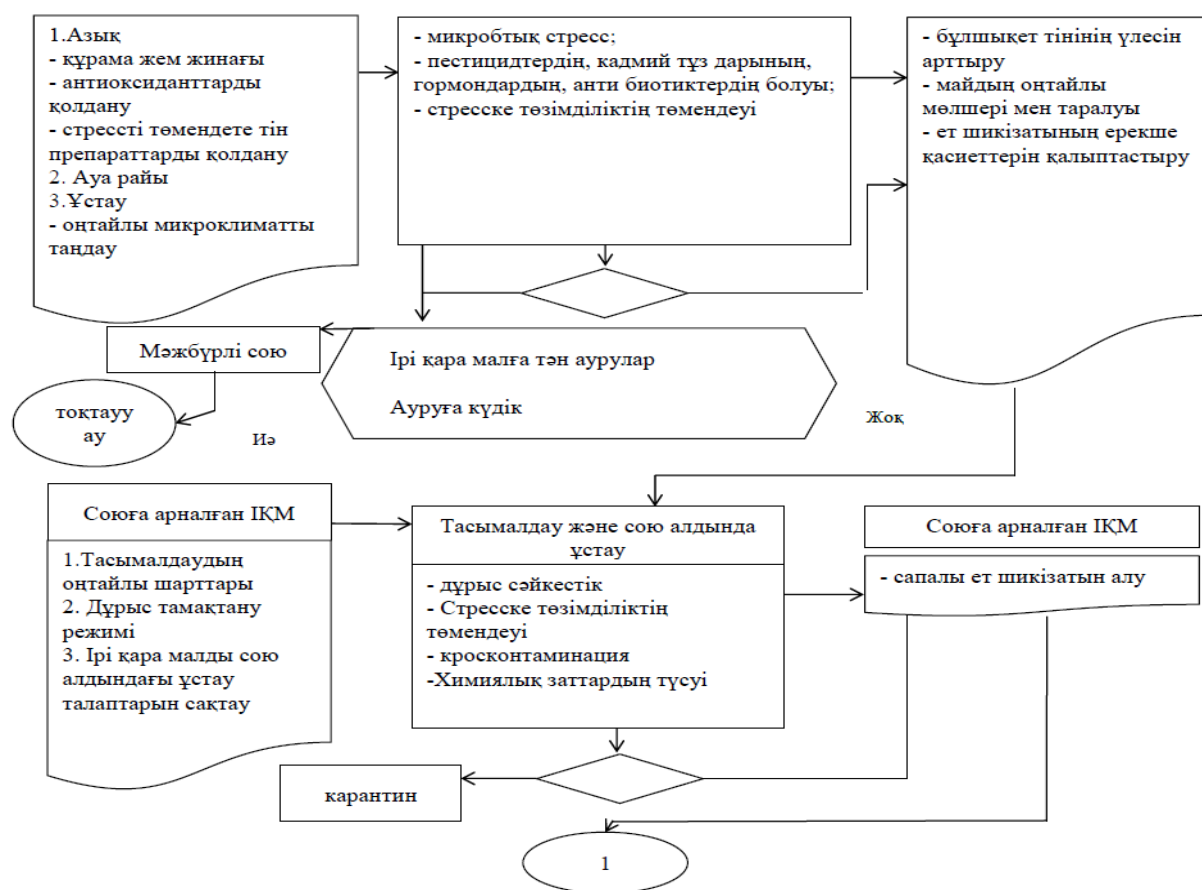 1.Азық
- құрама жем жинағы
- антиоксиданттарды
қолдану
- стрессті төмендете тін
препараттарды қолдану
2. Ауа райы
3.Ұстау
- оңтайлы микроклиматты
таңдау
- микробтық стресс;
- пестицидтердің, кадмий тұз дарының,
гормондардың, анти биотиктердің болуы;
- стресске төзімділіктің төмендеуі
- бұлшықет тінінің үлесін
арттыру
- майдың оңтайлы
мөлшері мен таралуы
- ет шикізатының ерекше
қасиеттерін қалыптастыру
Мәжбүрлі сою
Ірі қара малға тән аурулар
Ауруға күдік
тоқтауу
ау
Иә
Жоқ
Союға арналған ІҚМ
1.Тасымалдаудың
оңтайлы шарттары
2. Дұрыс тамақтану
режимі
3. Ірі қара малды сою
алдындағы ұстау
талаптарын сақтау
Тасымалдау және сою алдында
ұстау
- дұрыс сәйкестік
- Стресске төзімділіктің
төмендеуі
- кросконтаминация
-Химиялық заттардың түсуі
Союға арналған ІҚМ
- сапалы ет шикізатын алу
карантин
1